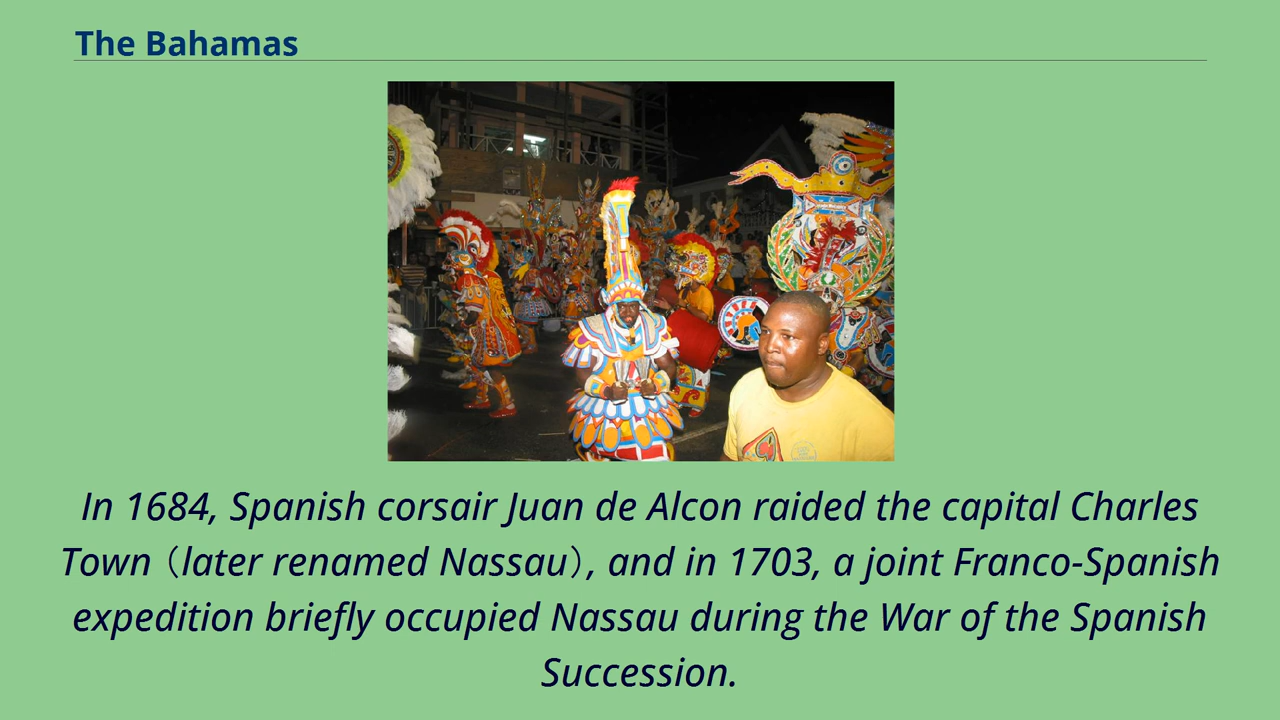 The Bahamas
In 1684, Spanish corsair Juan de Alcon raided the capital Charles
Town（later renamed Nassau）, and in 1703, a joint Franco-Spanish
expedition briefly occupied Nassau during the War of the Spanish
Succession.